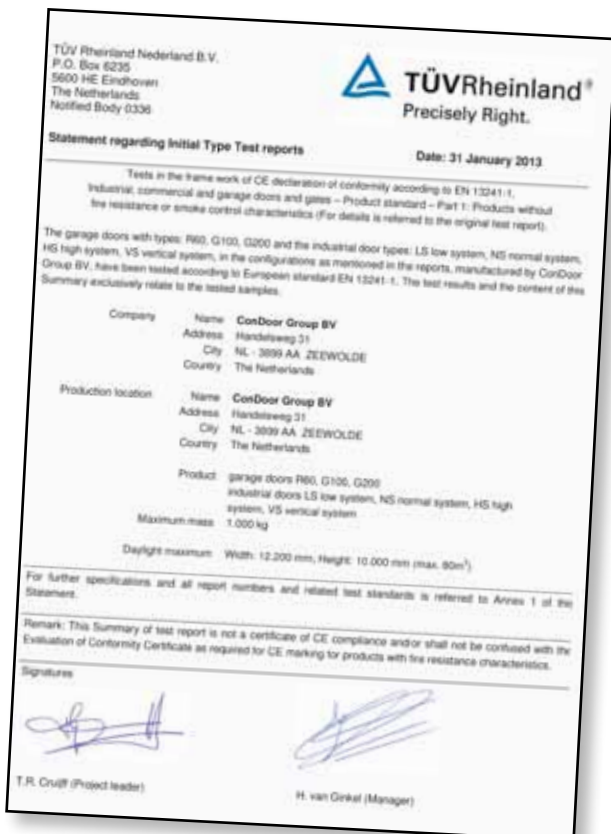 TÜV Rheinland Nederland B.V.
P.O. Box 6235
5600 HE Eindhoven
The Netherlands
Notified Body 0336
TÜVRheinland®
Precisely Right.
Statement regarding Initial Type Test reports
Date: 31 January 2013
Tests in the frame work of CE declaration of conformity according to EN 13241-1.
Industrial, commercial and garage doors and gates – Product standard – Part 1: Products without
fire resistance or smoke control characteristics (For details is referred to the original test report).
The garage doors with types: R60, G100, G200 and the industrial door types: LS low system, NS normal system,
HS high system, VS vertical system, in the configurations as mentioned in the reports, manufactured by ConDoor
Group BV, have been tested according to European standard EN 13241-1. The test results and the content of this
Summary exclusively relate to the tested samples.
Company Name ConDoor Group BV
Address Handelsweg 31
City NL - 3899 AA ZEEWOLDE
Country The Netherlands
Production location Name ConDoor Group BV
Address Handelsweg 31
City NL - 3899 AA ZEEWOLDE
Country The Netherlands
Product garage doors R60, G100, G200
industrial doors LS low system, NS normal system, HS high
system, VS vertical system
Maximum mass 1.000 kg
Daylight maximum Width: 12.200 mm, Height: 10.000 mm (max. 80m²)
For further specifications and all report numbers and related test standards is referred to Annex 1 of the
Statement.
Remark: This Summary of test report is not a certificate of CE compliance and/or shall not be confused with the
Evaluation of Conformity Certificate as required for CE marking for products with fire resistance characteristics.
Signatures
T.R. Cruijff (Project leader)
H. van Ginkel (Manager)